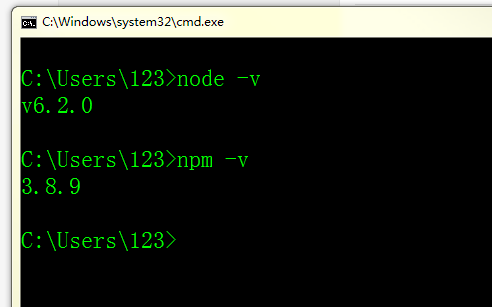 C:\Windows\system32\cmd.exe
C:\Users\123>node -v
v6.2.0
C:\Users\123>npm -v
3.8.9
C:\Users\123>